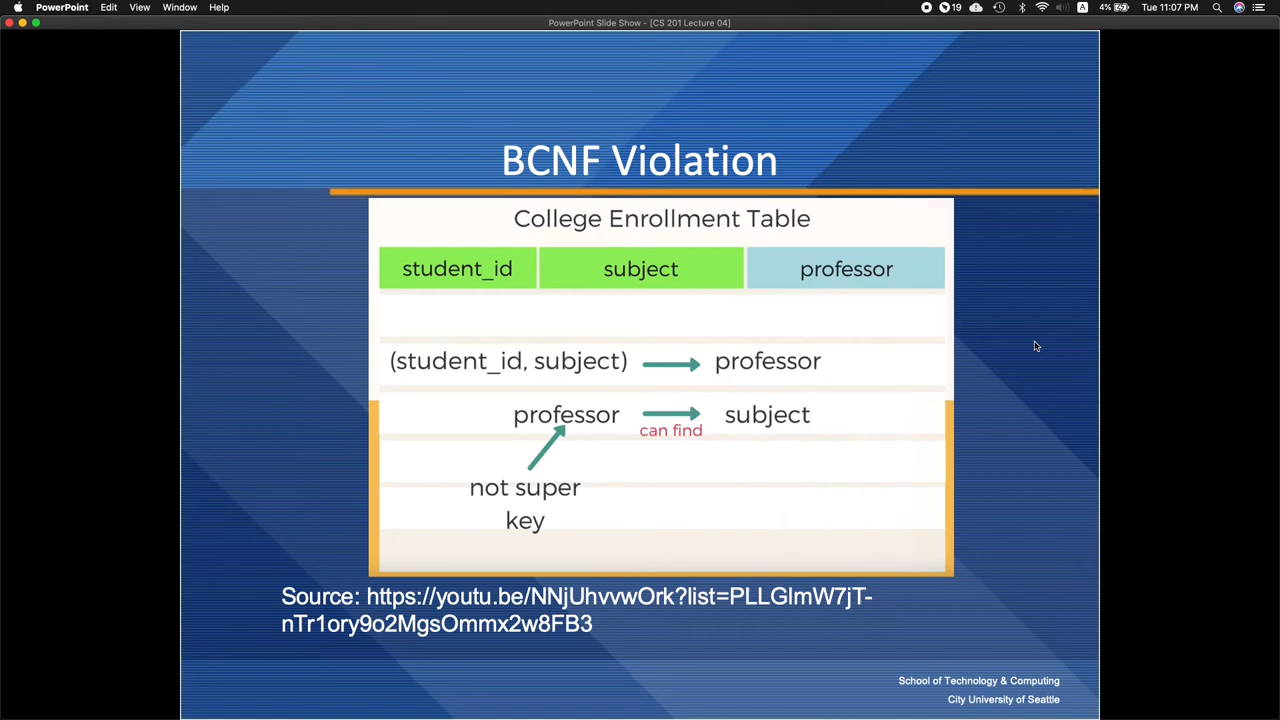 PowerPoint Edit View Window Help 19 A 4% Tue 11:07 PM
PowerPoint Slide Show - [CS 201 Lecture 04]
BCNF Violation
College Enrollment Table
student_id subject professor
(student_id, subject) professor
professor can find subject
not super
key
Source: https://youtu.be/NNjUhvvwOrk?list=PLLGlmW7jT-
nTr1ory9o2MgsOmmx2w8FB3
School of Technology & Computing
City University of Seattle